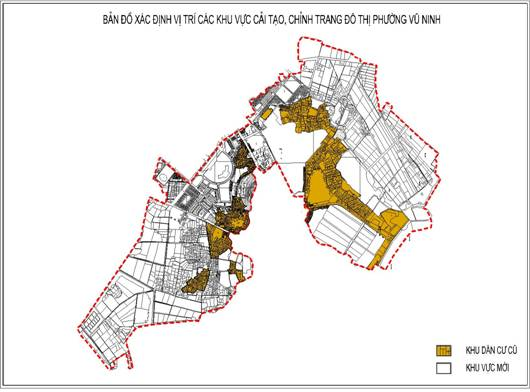 BẢN ĐỒ XÁC ĐỊNH VỊ TRÍ CÁC KHU VỰC CẢI TẠO, CHỈNH TRANG ĐÔ THỊ PHƯỜNG VŨ NINH
KHU DÂN CƯ CŨ
KHU VỰC MỚI